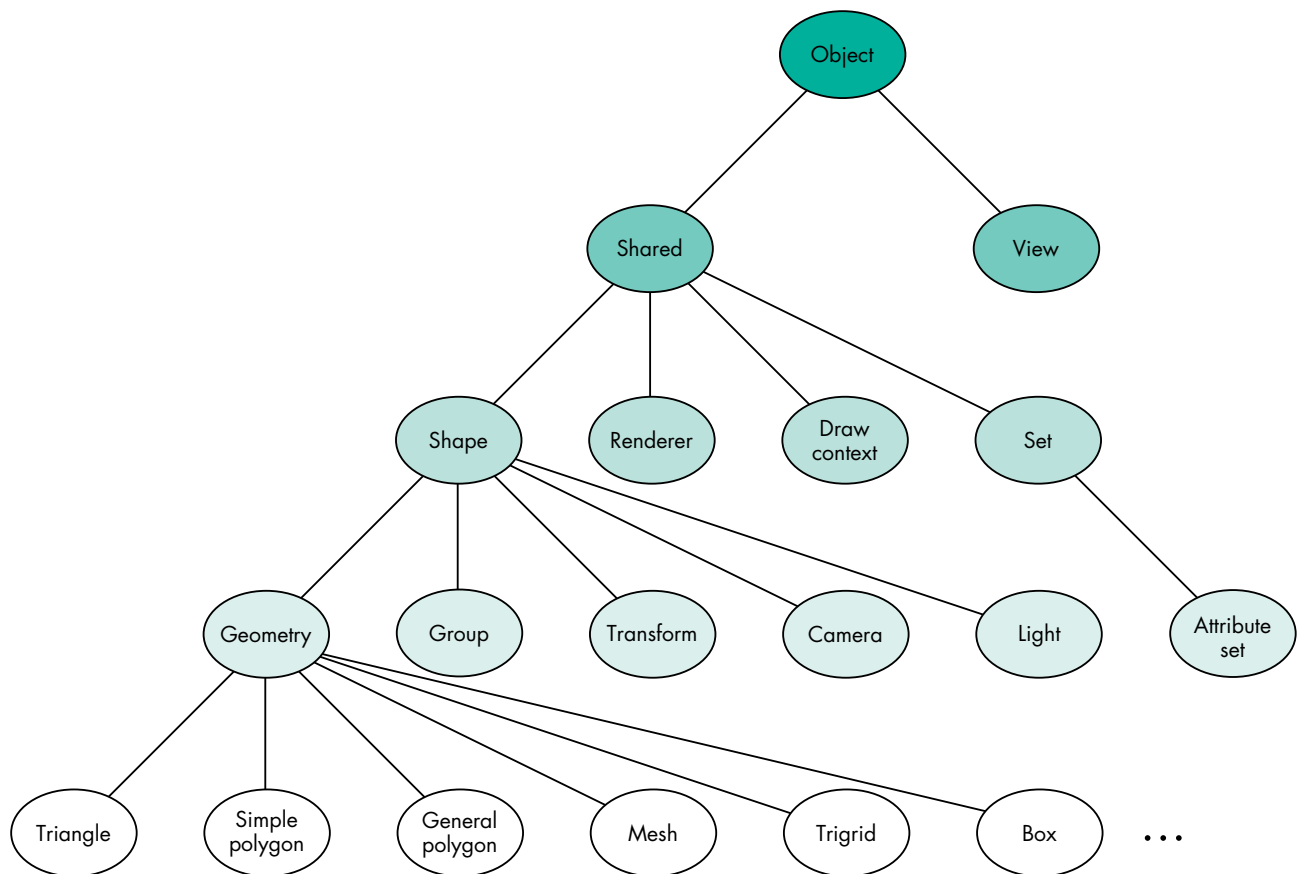 Object
Shared
View
Shape
Renderer
Draw
context
Set
Geometry
Group
Transform
Camera
Light
Attribute
set
Triangle
Simple
polygon
General
polygon
Mesh
Trigrid
Box
...